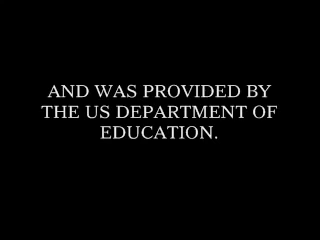 AND WAS PROVIDED BY
THE US DEPARTMENT OF
EDUCATION.